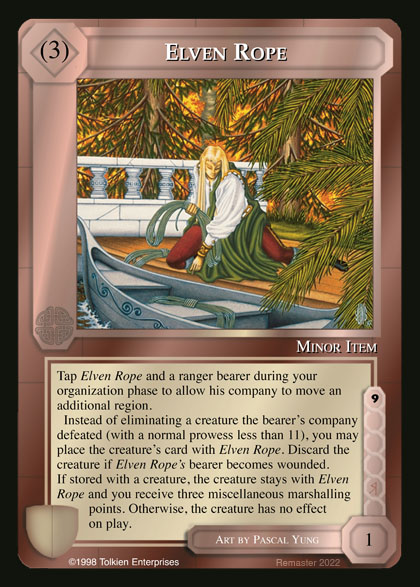 (3)
Elven Rope
Minor Item
Tap Elven Rope and a ranger bearer during your
organization phase to allow his company to move an
additional region.
Instead of eliminating a creature the bearer's company
defeated (with a normal prowess less than 11), you may
place the creature's card with Elven Rope. Discard the
creature if Elven Rope's bearer becomes wounded.
If stored with a creature, the creature stays with Elven
Rope and you receive three miscellaneous marshalling
points. Otherwise, the creature has no effect
on play.
9
Art by Pascal Yung
1
©1998 Tolkien Enterprises
Remaster 2022